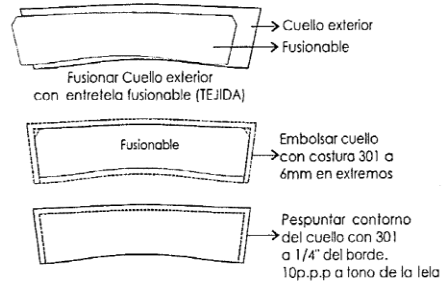 Cuello exterior
Fusionable
Fusionar Cuello exterior
con entretela fusionable (TEJIDA)
Fusionable
Embolsar cuello
con costura 301 a
6mm en extremos
Pespuntar contorno
del cuello con 301
a 1/4" del borde.
10p.p.p a tono de la lela